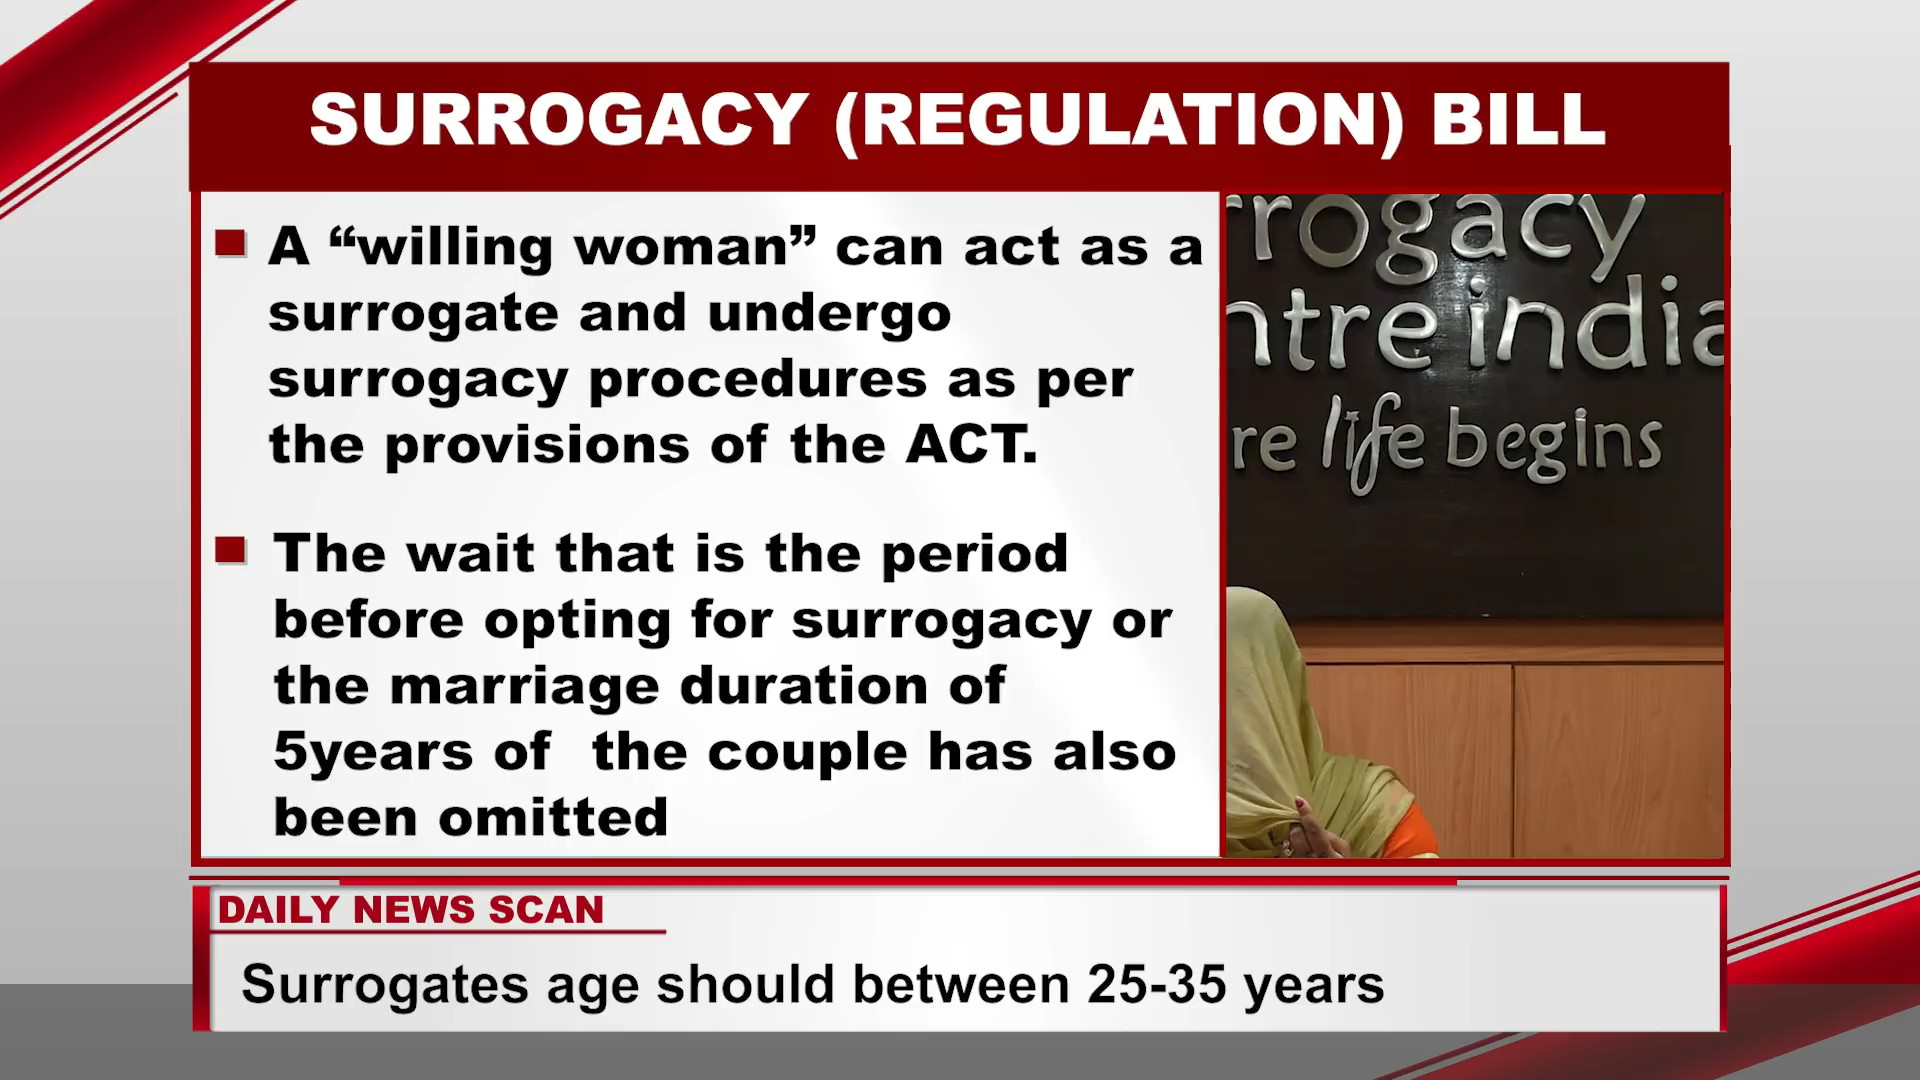 SURROGACY (REGULATION) BILL
A “willing woman” can act as a
surrogate and undergo
surrogacy procedures as per
the provisions of the ACT.
The wait that is the period
before opting for surrogacy or
the marriage duration of
5years of the couple has also
been omitted
rrogacy
ntre india
re life begins
DAILY NEWS SCAN
Surrogates age should between 25-35 years